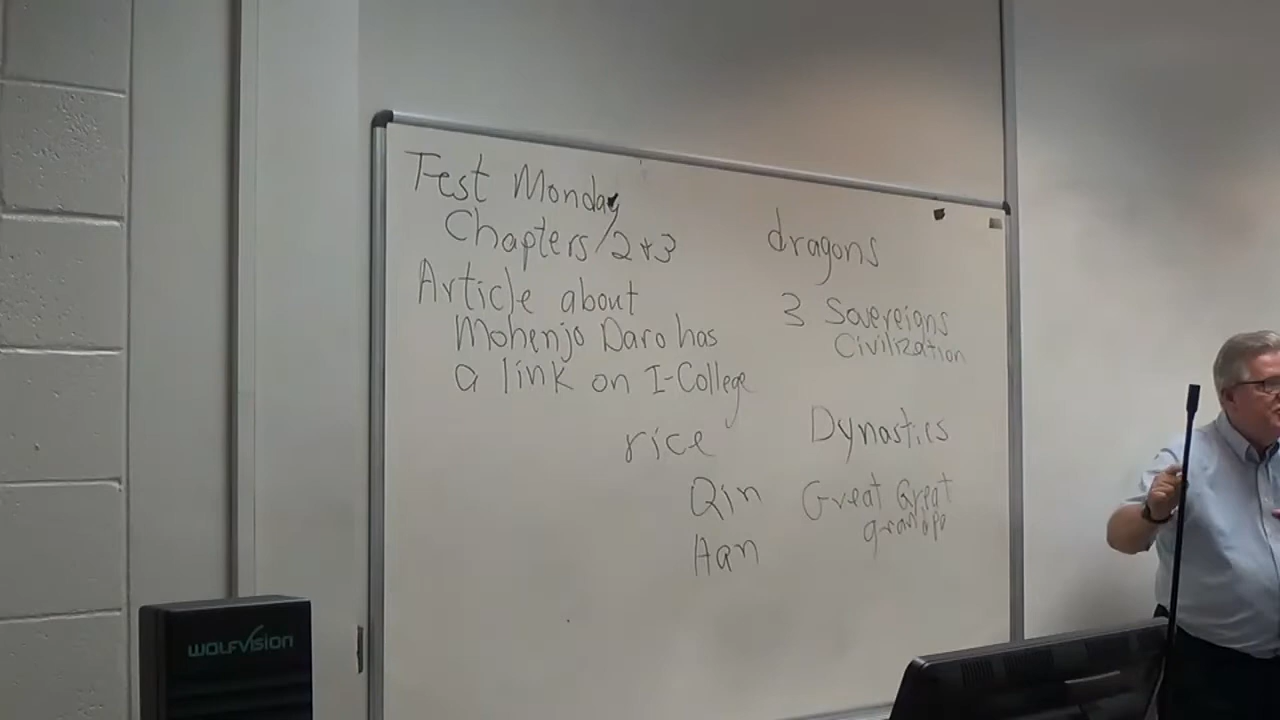 Test Monday
Chapters 2 + 3
Article about
Mohenjo Daro has
a link on I-College
rice
Qin
Han
dragons
3 Sovereigns
Civilization
Dynasties
Great Great
grandpa
WOLFVISION